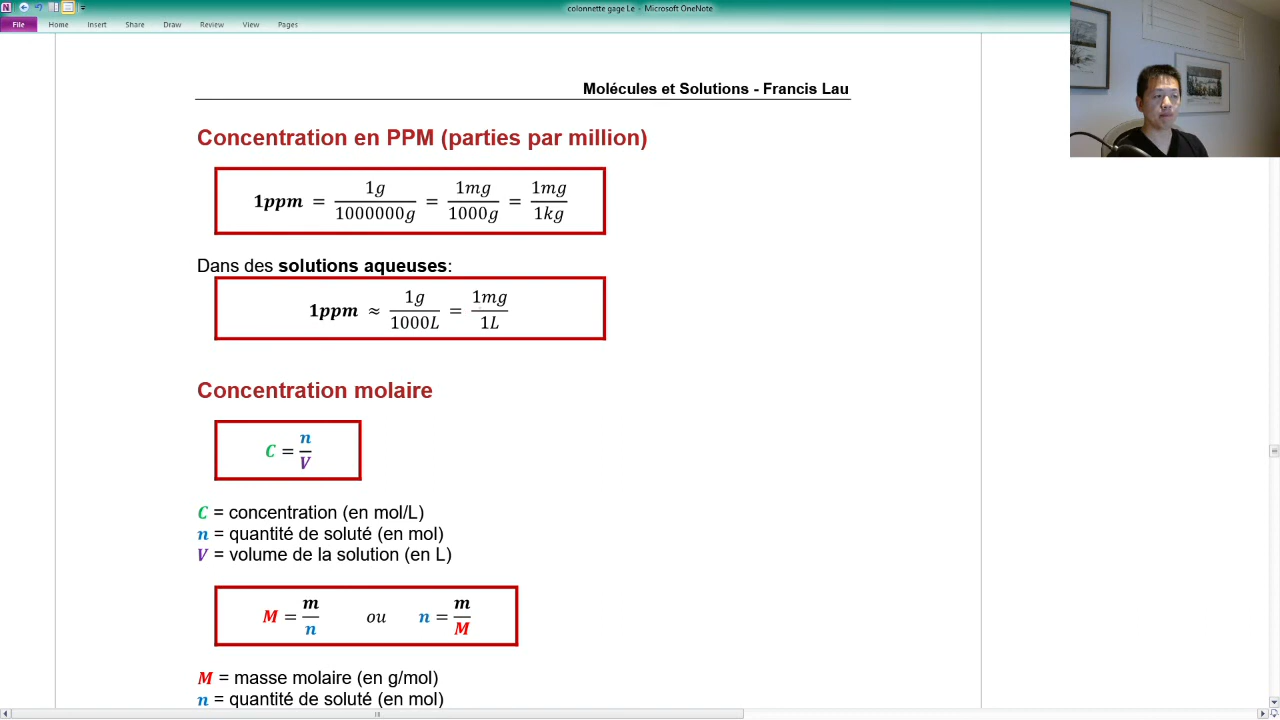 colonnette gage Le - Microsoft OneNote
File Home Insert Share Draw Review View Pages
Molécules et Solutions - Francis Lau
Concentration en PPM (parties par million)
1ppm = 1g/1000000g = 1mg/1000g = 1mg/1kg
Dans des solutions aqueuses:
1ppm ≈ 1g/1000L = 1mg/1L
Concentration molaire
C = n/V
C = concentration (en mol/L)
n = quantité de soluté (en mol)
V = volume de la solution (en L)
M = m/n ou n = m/M
M = masse molaire (en g/mol)
n = quantité de soluté (en mol)